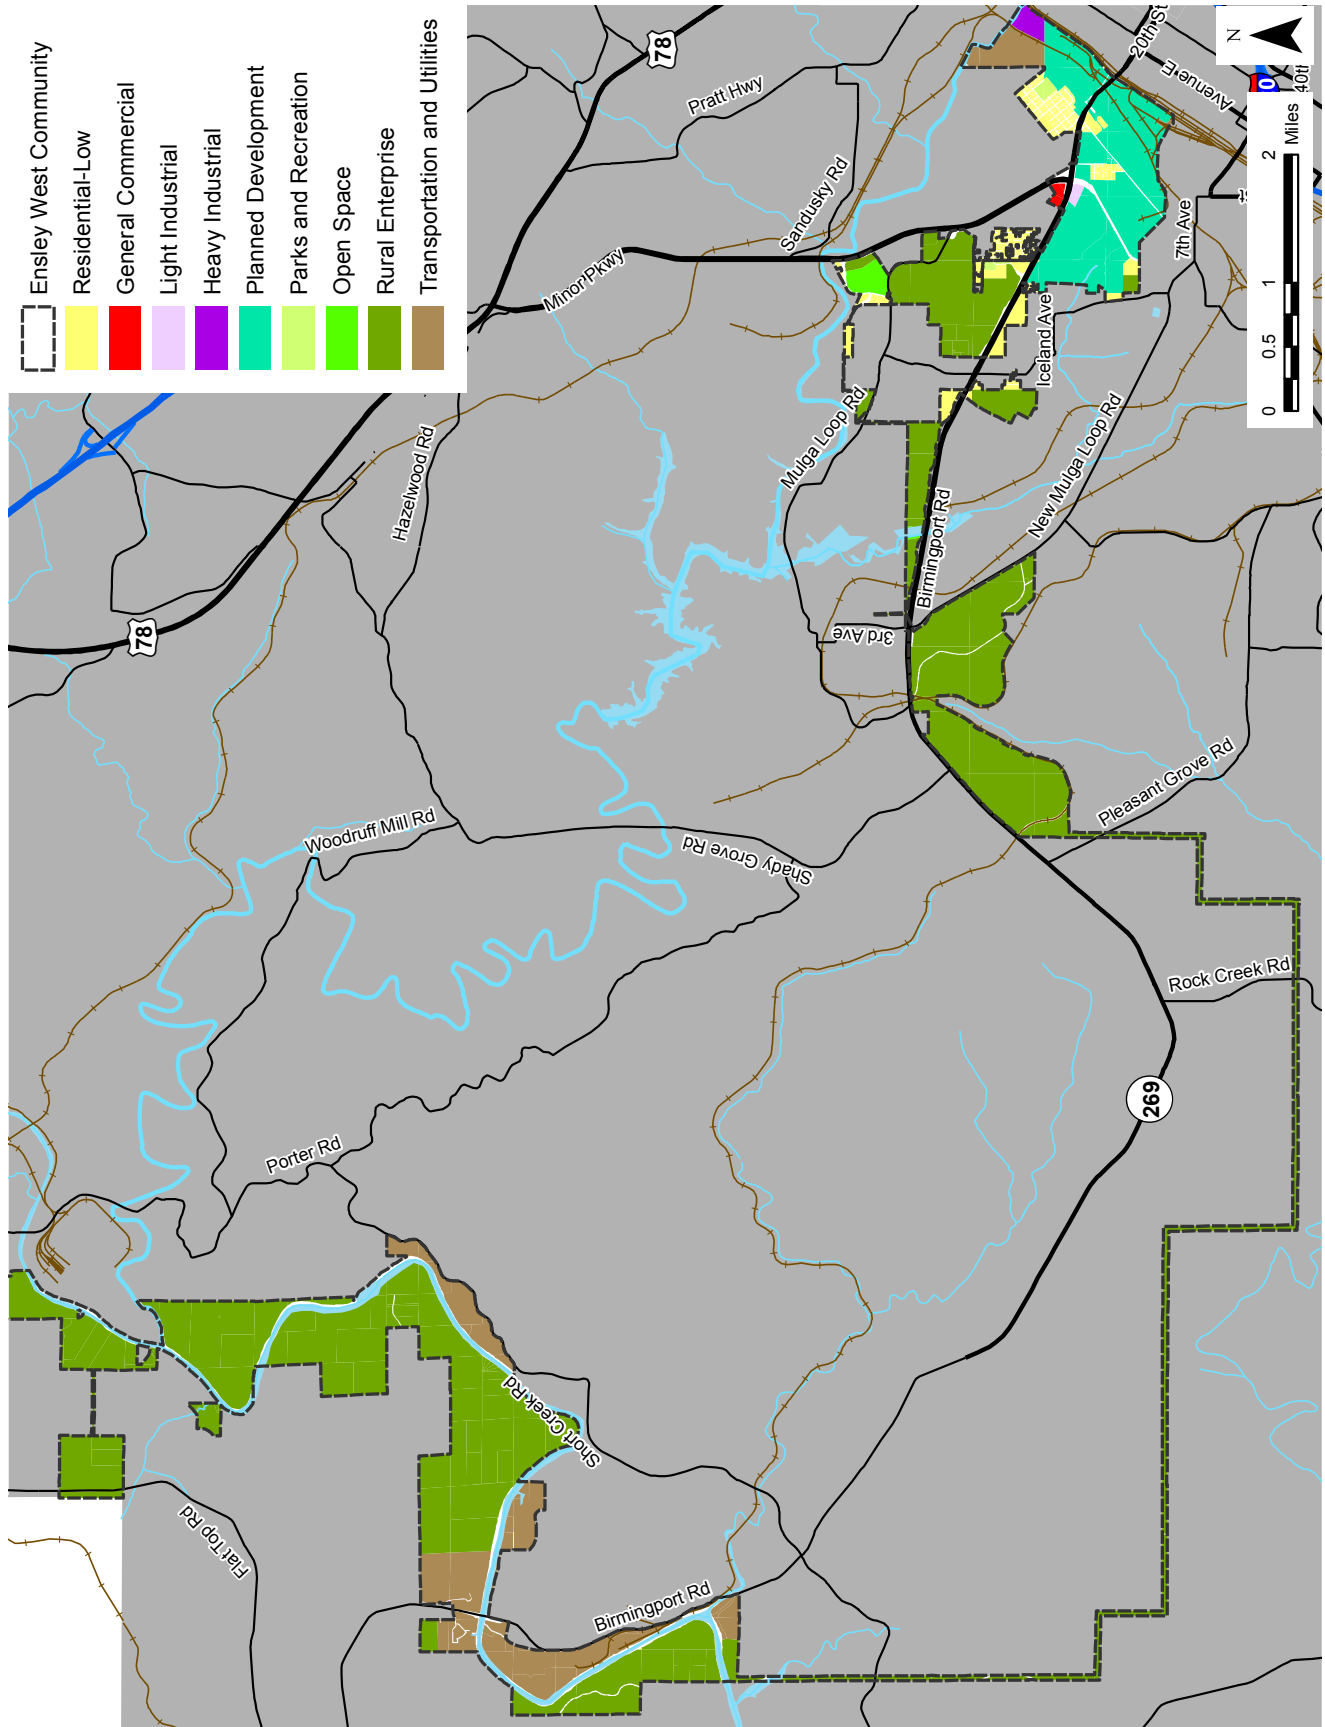 Ensley West Community
Residential-Low
General Commercial
Light Industrial
Heavy Industrial
Planned Development
Parks and Recreation
Open Space
Rural Enterprise
Transportation and Utilities
78
Pratt Hwy
Sandusky Rd
Minor Pkwy
20th St
Avenue E
N
40th
0 0.5 1 2 Miles
7th Ave
Iceland Ave
Mulga Loop Rd
New Mulga Loop Rd
Birmingport Rd
3rd Ave
Hazelwood Rd
78
Woodruff Mill Rd
Shady Grove Rd
Pleasant Grove Rd
Rock Creek Rd
269
Porter Rd
Short Creek Rd
Flat Top Rd
Birmingport Rd